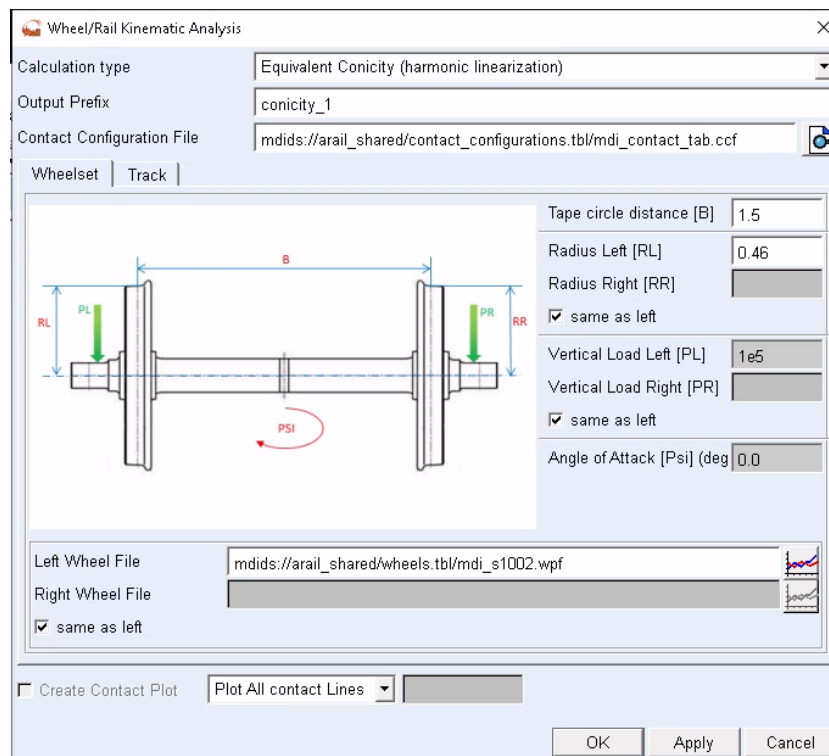 Wheel/Rail Kinematic Analysis
Calculation type Equivalent Conicity (harmonic linearization)
Output Prefix conicity_1
Contact Configuration File mdids://arail_shared/contact_configurations.tbl/mdi_contact_tab.ccf
Wheelset Track
B
RL
PL
PR
RR
PSI
Tape circle distance [B] 1.5
Radius Left [RL] 0.46
Radius Right [RR]
same as left
Vertical Load Left [PL] 1e5
Vertical Load Right [PR]
same as left
Angle of Attack [Psi] (deg 0.0
Left Wheel File mdids://arail_shared/wheels.tbl/mdi_s1002.wpf
Right Wheel File
same as left
Create Contact Plot Plot All contact Lines
OK Apply Cancel